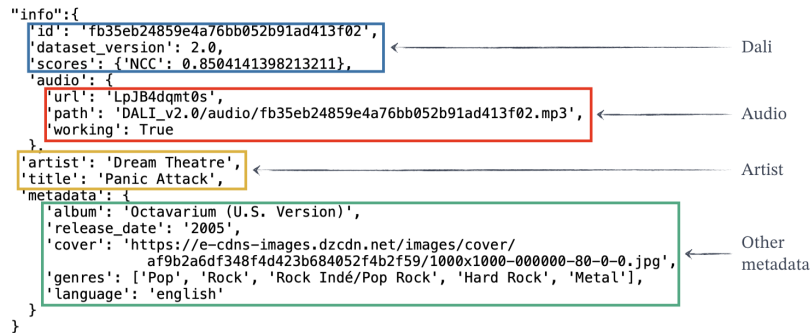 "info":{
'id': 'fb35eb24859e4a76bb052b91ad413f02',
'dataset_version': 2.0,
'scores': {'NCC': 0.8504141398213211},
Dali
'audio': {
'url': 'LpJB4dqmt0s',
'path': 'DALI_v2.0/audio/fb35eb24859e4a76bb052b91ad413f02.mp3',
'working': True
Audio
},
'artist': 'Dream Theatre',
'title': 'Panic Attack',
Artist
'metadata': {
'album': 'Octavarium (U.S. Version)',
'release_date': '2005',
'cover': 'https://e-cdns-images.dzcdn.net/images/cover/
af9b2a6df348f4d423b684052f4b2f59/1000x1000-000000-80-0-0.jpg',
'genres': ['Pop', 'Rock', 'Rock Indé/Pop Rock', 'Hard Rock', 'Metal'],
'language': 'english'
Other
metadata
}
}